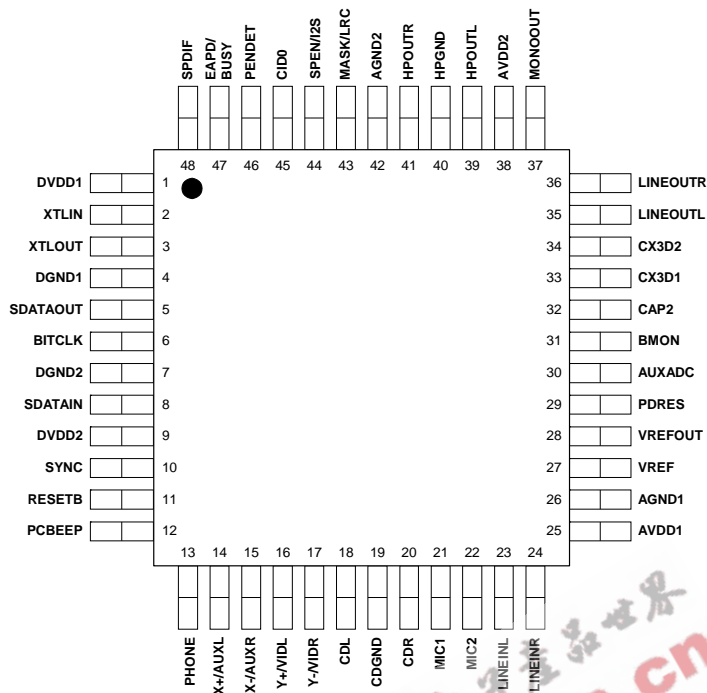 SPDIF
EAPD/
BUSY
PENDET
CID0
SPEN/I2S
MASK/LRC
AGND2
HPOUTR
HPGND
HPOUTL
AVDD2
MONOOUT
48 47 46 45 44 43 42 41 40 39 38 37
DVDD1 1 36 LINEOUTR
XTLIN 2 35 LINEOUTL
XTLOUT 3 34 CX3D2
DGND1 4 33 CX3D1
SDATAOUT 5 32 CAP2
BITCLK 6 31 BMON
DGND2 7 30 AUXADC
SDATAIN 8 29 PDRES
DVDD2 9 28 VREFOUT
SYNC 10 27 VREF
RESETB 11 26 AGND1
PCBEEP 12 25 AVDD1
13 14 15 16 17 18 19 20 21 22 23 24
PHONE
X+/AUXL
X-/AUXR
Y+/VIDL
Y-/VIDR
CDL
CDGND
CDR
MIC1
MIC2
LINEINL
LINEINR
品世界
.cn